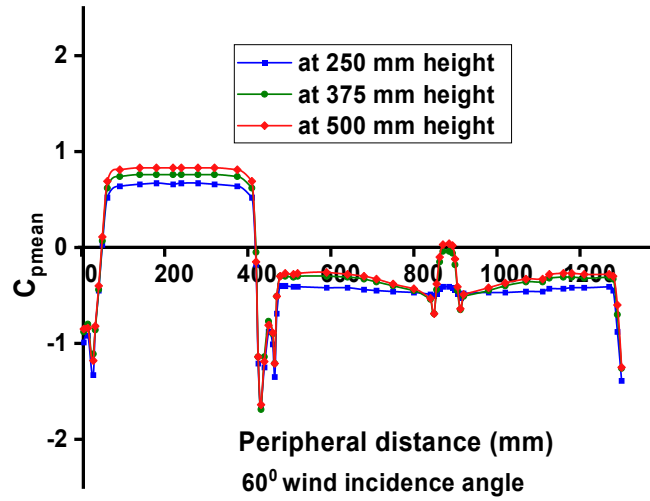 2
1
0
-1
-2
C_pmean
at 250 mm height
at 375 mm height
at 500 mm height
0 200 400 600 800 1000 1200
Peripheral distance (mm)
60⁰ wind incidence angle